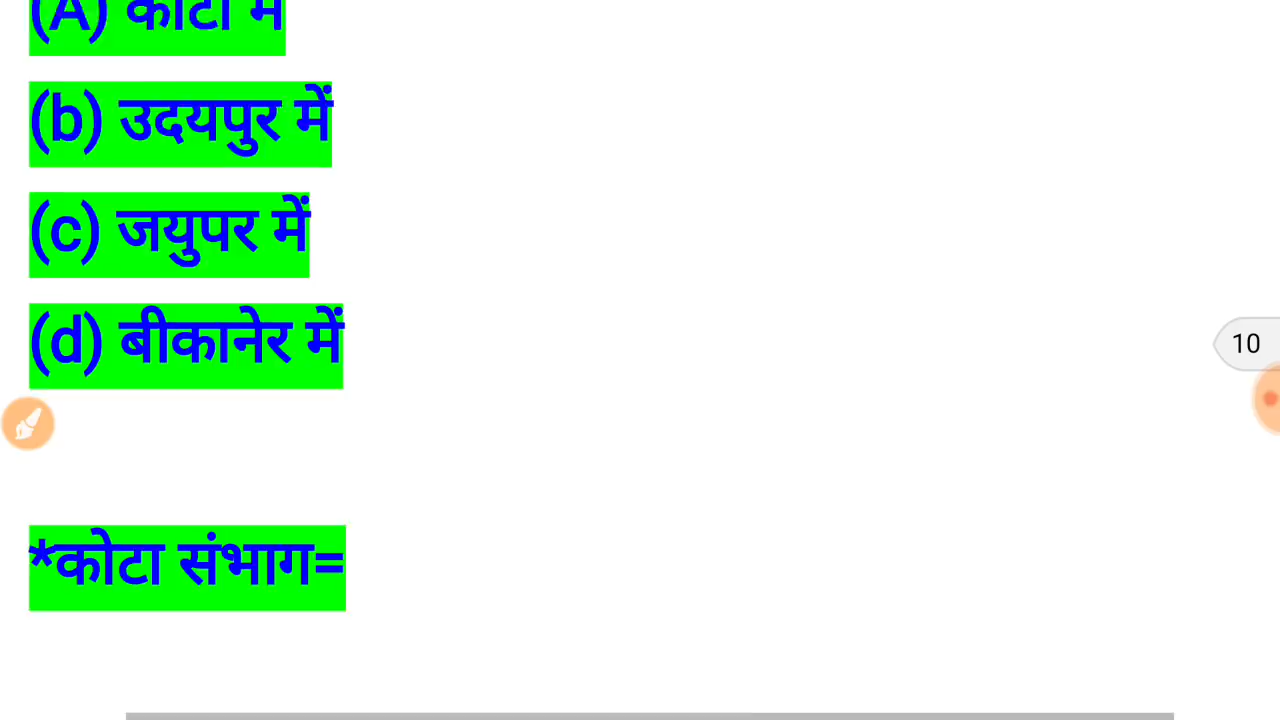 (A) कोटा में
(b) उदयपुर में
(c) जयुपर में
(d) बीकानेर में
10
*कोटा संभाग=